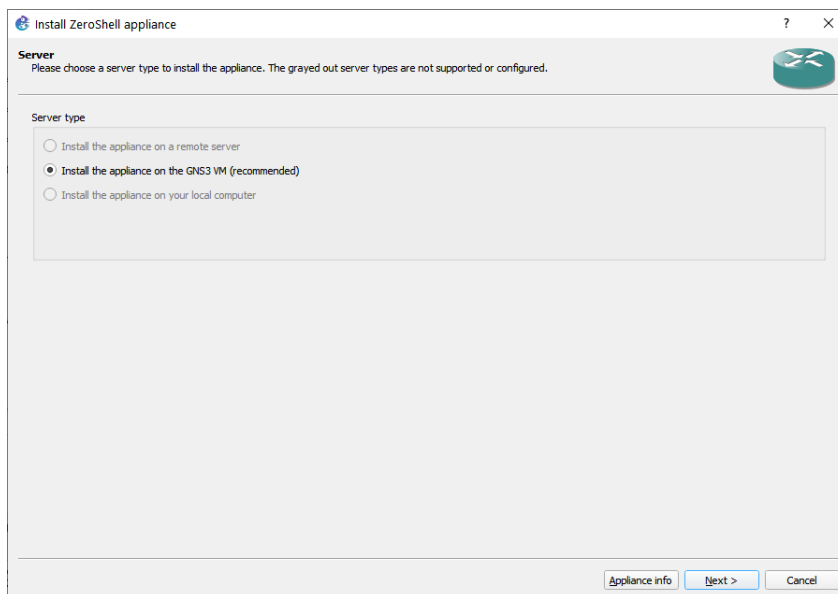 Install ZeroShell appliance
Server
Please choose a server type to install the appliance. The grayed out server types are not supported or configured.
Server type
Install the appliance on a remote server
Install the appliance on the GNS3 VM (recommended)
Install the appliance on your local computer
Appliance info Next > Cancel